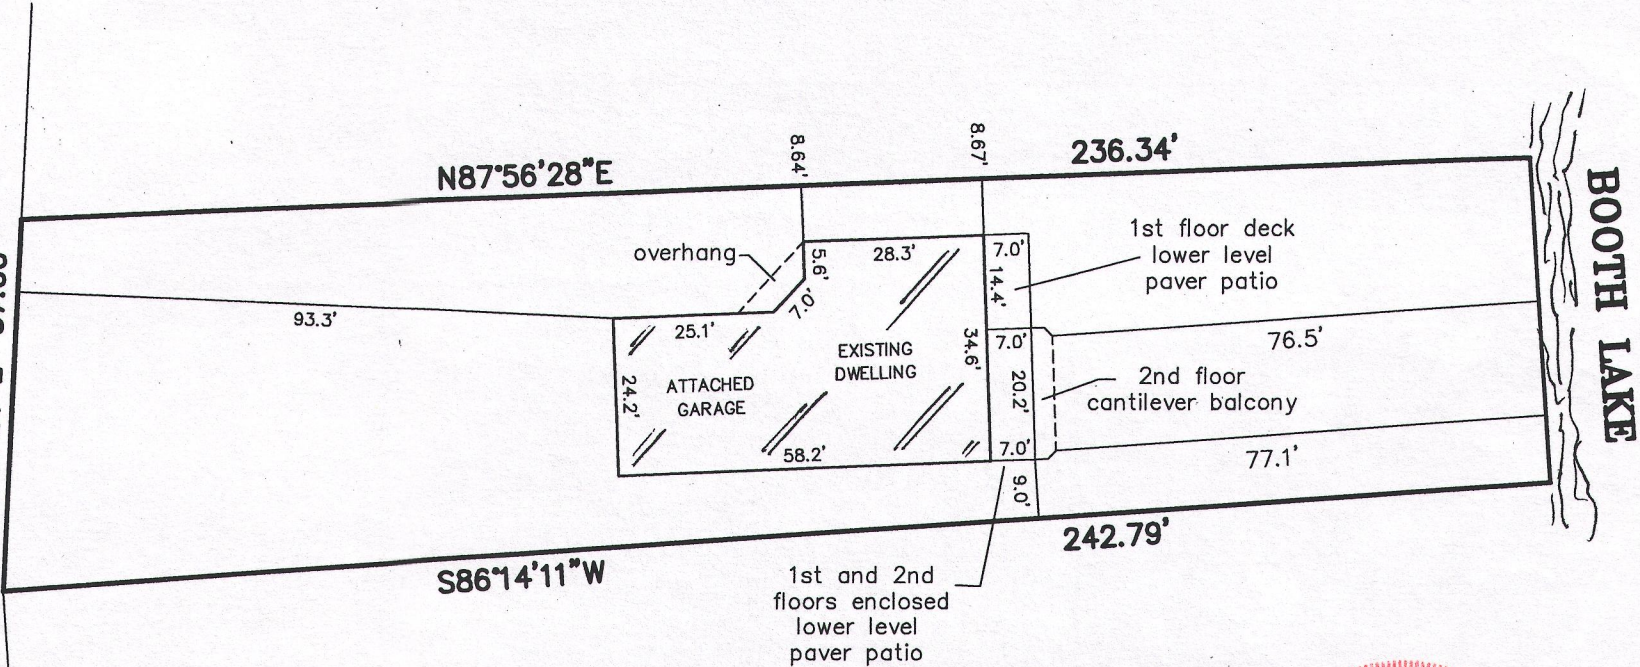 N87°56'28"E
8.64'
8.67'
236.34'
overhang
5.6'
28.3'
7.0'
14.4'
1st floor deck
lower level
paver patio
BOOTH LAKE
93.3'
25.1'
7.0'
34.6'
EXISTING
DWELLING
7.0'
76.5'
24.2'
ATTACHED
GARAGE
20.2'
2nd floor
cantilever balcony
58.2'
7.0'
77.1'
9.0'
242.79'
S86°14'11"W
1st and 2nd
floors enclosed
lower level
paver patio